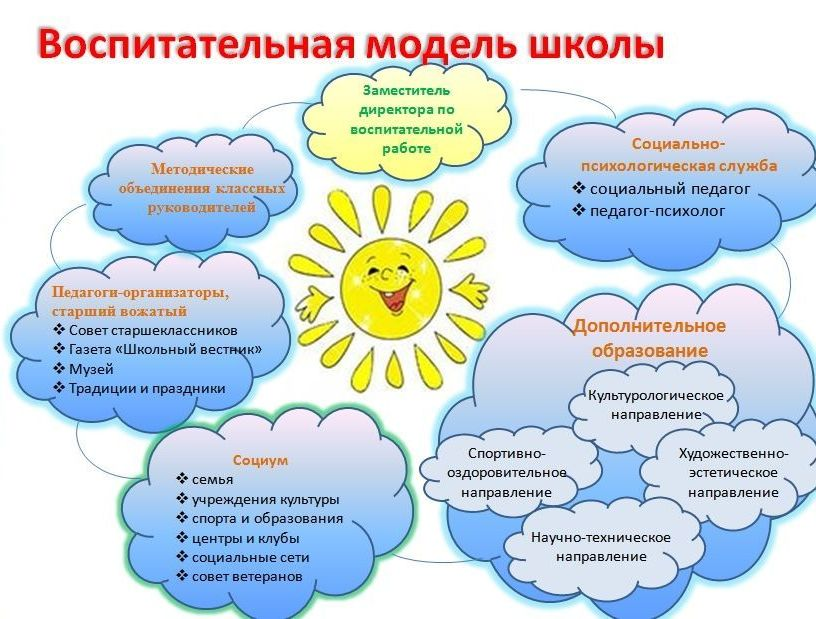 Воспитательная модель школы
Заместитель
директора по
воспитательной
работе
Методические
объединения классных
руководителей
Социально-
психологическая служба
❖ социальный педагог
❖ педагог-психолог
Педагоги-организаторы,
старший вожатый
❖ Совет старшеклассников
❖ Газета «Школьный вестник»
❖ Музей
❖ Традиции и праздники
Дополнительное
образование
Культурологическое
направление
Спортивно-
оздоровительное
направление
Художественно-
эстетическое
направление
Научно-техническое
направление
Социум
❖ семья
❖ учреждения культуры
❖ спорта и образования
❖ центры и клубы
❖ социальные сети
❖ совет ветеранов